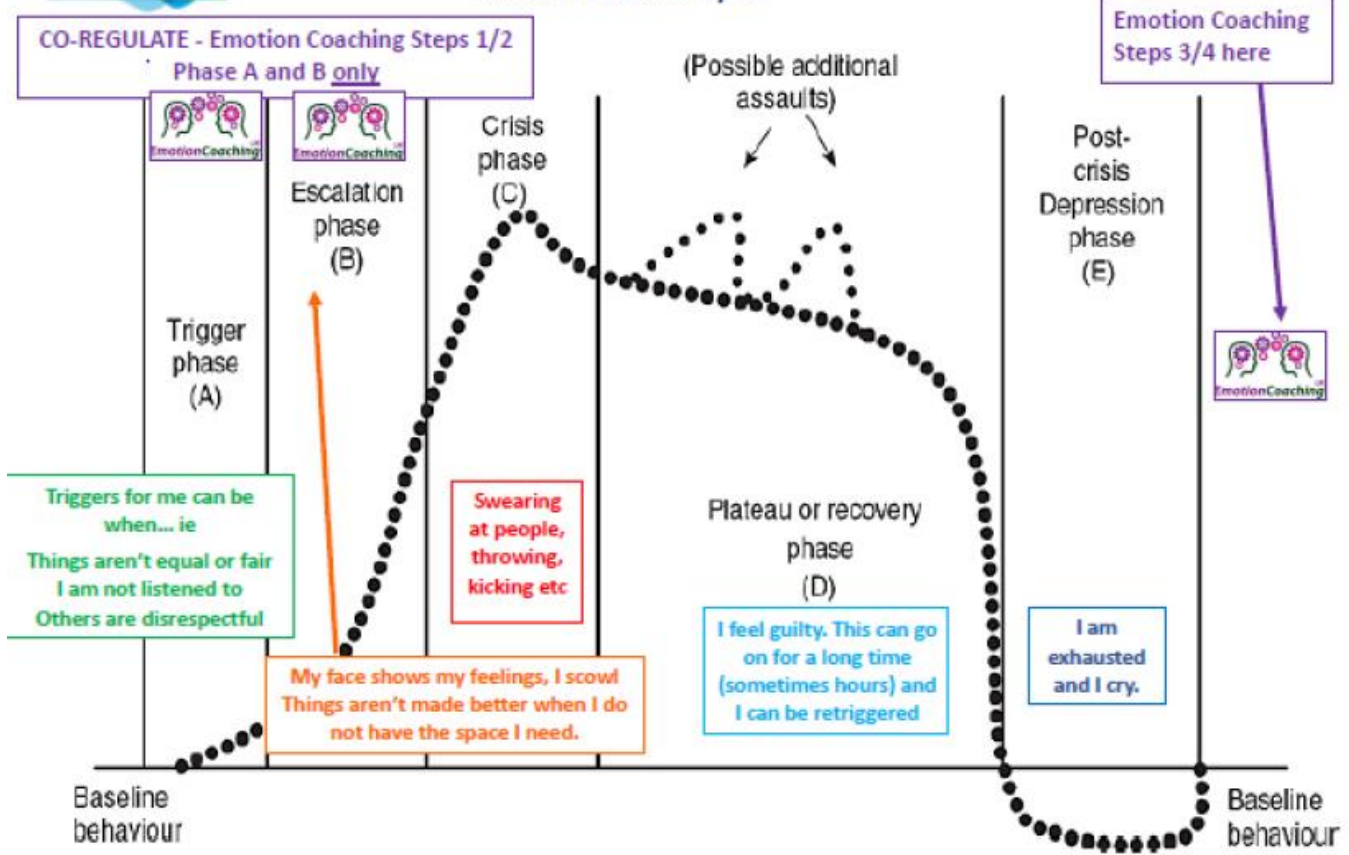 CO-REGULATE - Emotion Coaching Steps 1/2
Phase A and B only
Emotion Coaching
Steps 3/4 here
EmotionCoaching
EmotionCoaching
Trigger
phase
(A)
Escalation
phase
(B)
Crisis
phase
(C)
(Possible additional
assaults)
Post-
crisis
Depression
phase
(E)
EmotionCoaching
Triggers for me can be
when... ie
Things aren't equal or fair
I am not listened to
Others are disrespectful
My face shows my feelings, I scowl
Things aren't made better when I do
not have the space I need.
Swearing
at people,
throwing,
kicking etc
Plateau or recovery
phase
(D)
I feel guilty. This can go
on for a long time
(sometimes hours) and
I can be retriggered
I am
exhausted
and I cry.
Baseline
behaviour
Baseline
behaviour